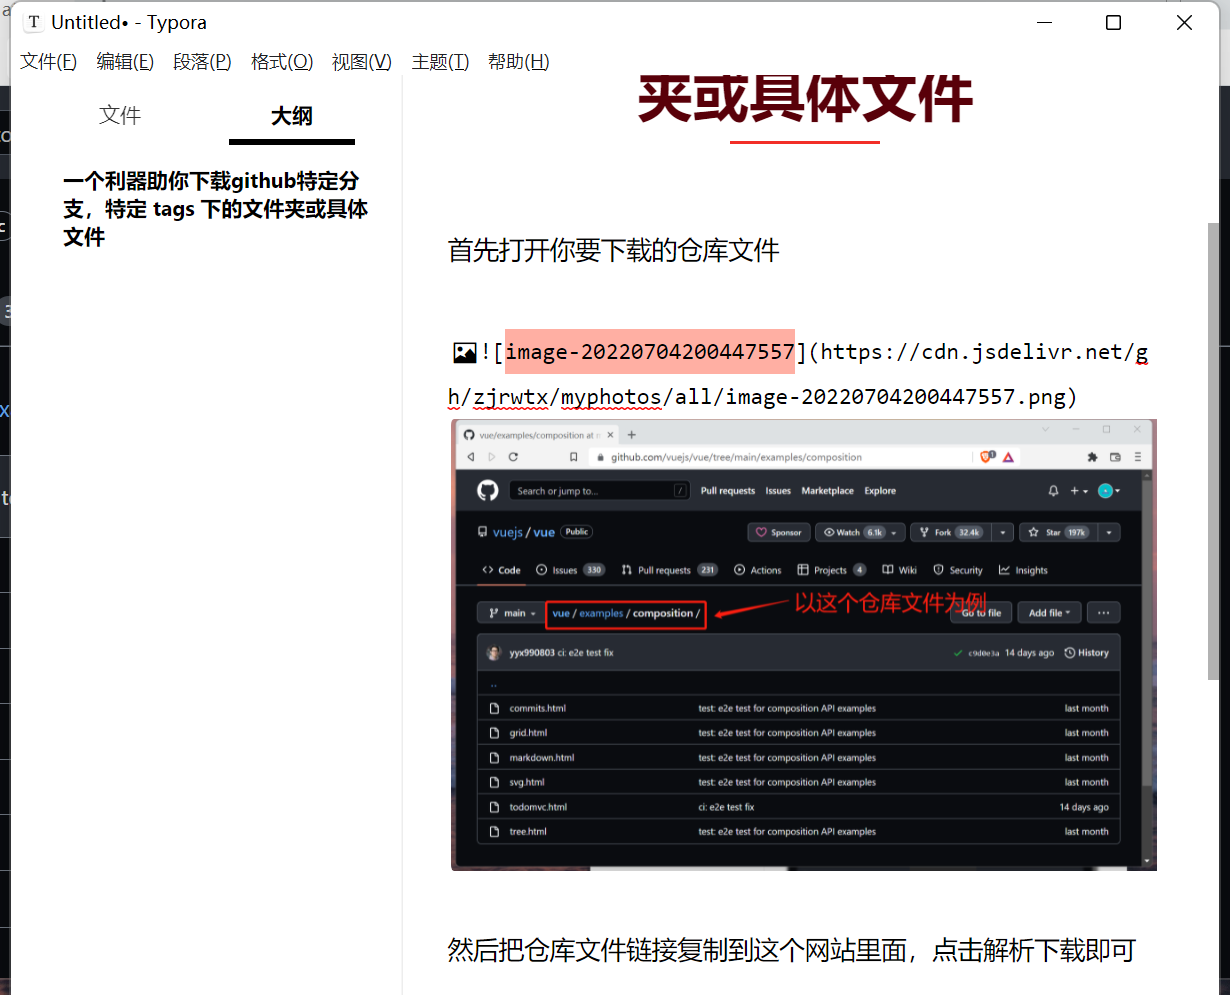 Untitled• - Typora
文件(F) 编辑(E) 段落(P) 格式(O) 视图(V) 主题(T) 帮助(H)
文件 大纲
一个利器助你下载github特定分
支，特定 tags 下的文件夹或具体
文件
夹或具体文件
首先打开你要下载的仓库文件
![image-20220704200447557](https://cdn.jsdelivr.net/g
h/zjrwtx/myphotos/all/image-20220704200447557.png)
vue/examples/composition at
github.com/vuejs/vue/tree/main/examples/composition
Search or jump to... / Pull requests Issues Marketplace Explore
vuejs / vue Public Sponsor Watch 6.1k Fork 32.4k Star 197k
Code Issues 330 Pull requests 231 Actions Projects 4 Wiki Security Insights
以这个仓库文件为例
main vue / examples / composition / Go to file Add file ...
yyx990803 ci: e2e test fix c9d0e3a 14 days ago History
..
commits.html test: e2e test for composition API examples last month
grid.html test: e2e test for composition API examples last month
markdown.html test: e2e test for composition API examples last month
svg.html test: e2e test for composition API examples last month
todomvc.html ci: e2e test fix 14 days ago
tree.html test: e2e test for composition API examples last month
然后把仓库文件链接复制到这个网站里面，点击解析下载即可